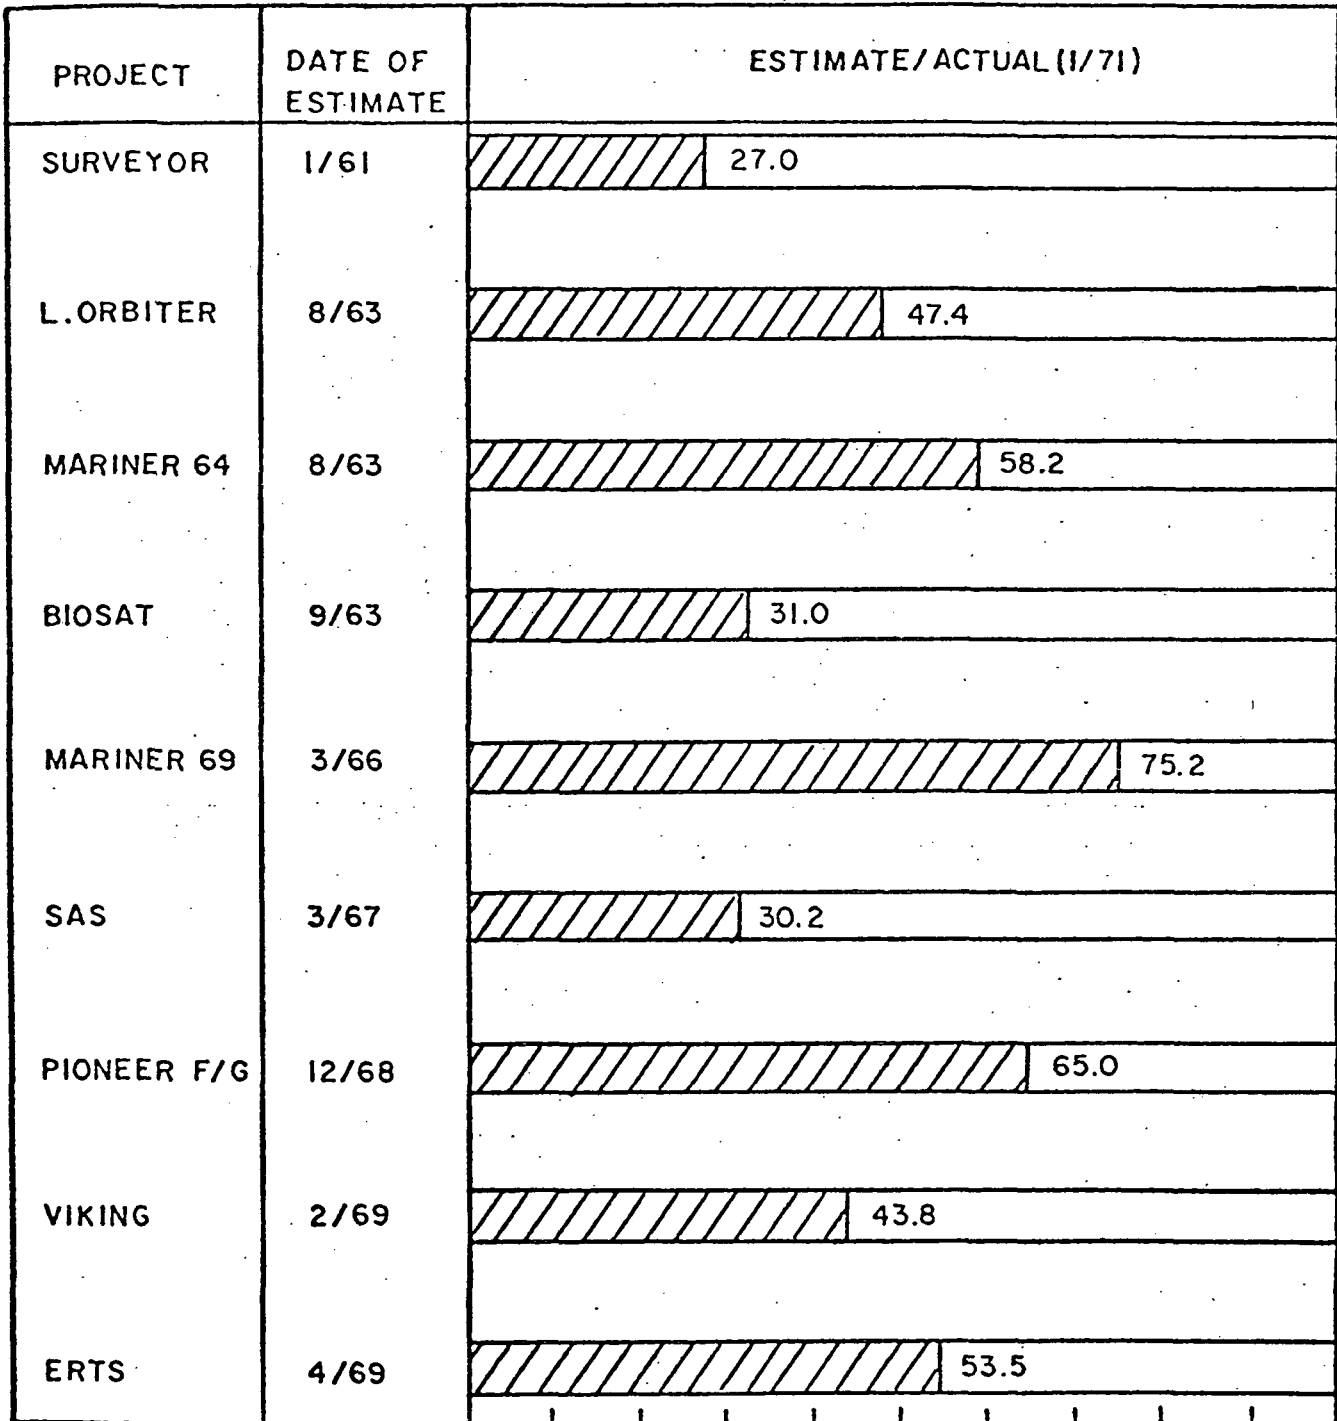 PROJECT
DATE OF
ESTIMATE
ESTIMATE/ACTUAL (1/71)
SURVEYOR 1/61 27.0
L. ORBITER 8/63 47.4
MARINER 64 8/63 58.2
BIOSAT 9/63 31.0
MARINER 69 3/66 75.2
SAS 3/67 30.2
PIONEER F/G 12/68 65.0
VIKING 2/69 43.8
ERTS 4/69 53.5